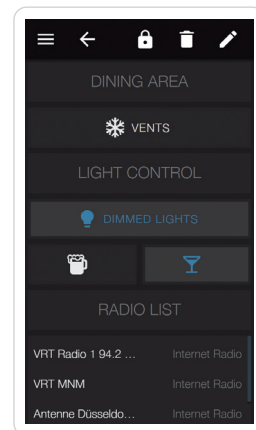 DINING AREA
VENTS
LIGHT CONTROL
DIMMED LIGHTS
RADIO LIST
VRT Radio 1 94.2 ... Internet Radio
VRT MNM Internet Radio
Antenne Düsseldo... Internet Radio